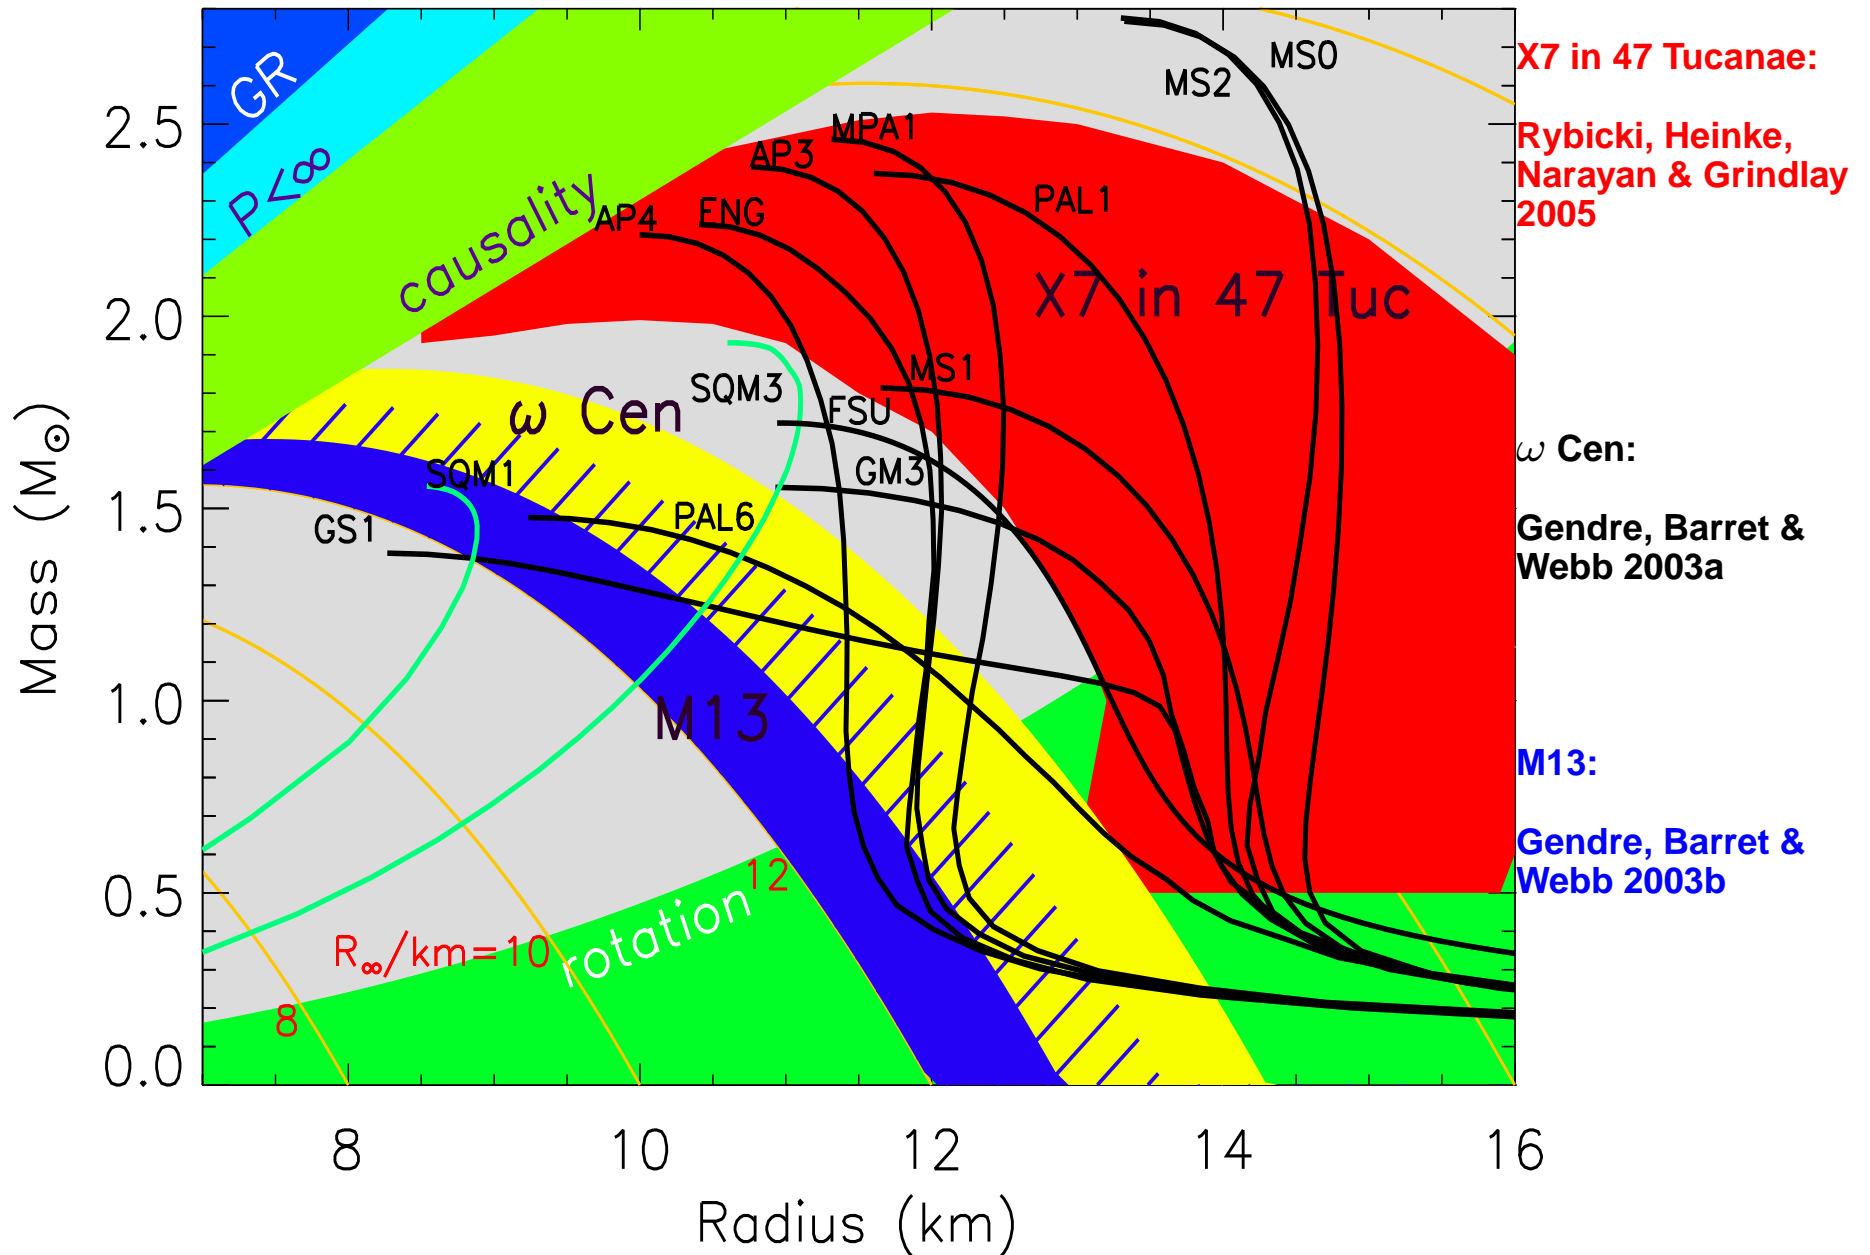 GR
P<∞
causality
MS0
MS2
MPA1
AP3
PAL1
ENG
AP4
X7 in 47 Tuc
MS1
SQM3
FSU
ω Cen
GM3
SQM1
PAL6
GS1
M13
12
rotation
R∞/km=10
8
2.5
2.0
1.5
1.0
0.5
0.0
Mass (M⊙)
8 10 12 14 16
Radius (km)
X7 in 47 Tucanae:
Rybicki, Heinke,
Narayan & Grindlay
2005
ω Cen:
Gendre, Barret &
Webb 2003a
M13:
Gendre, Barret &
Webb 2003b